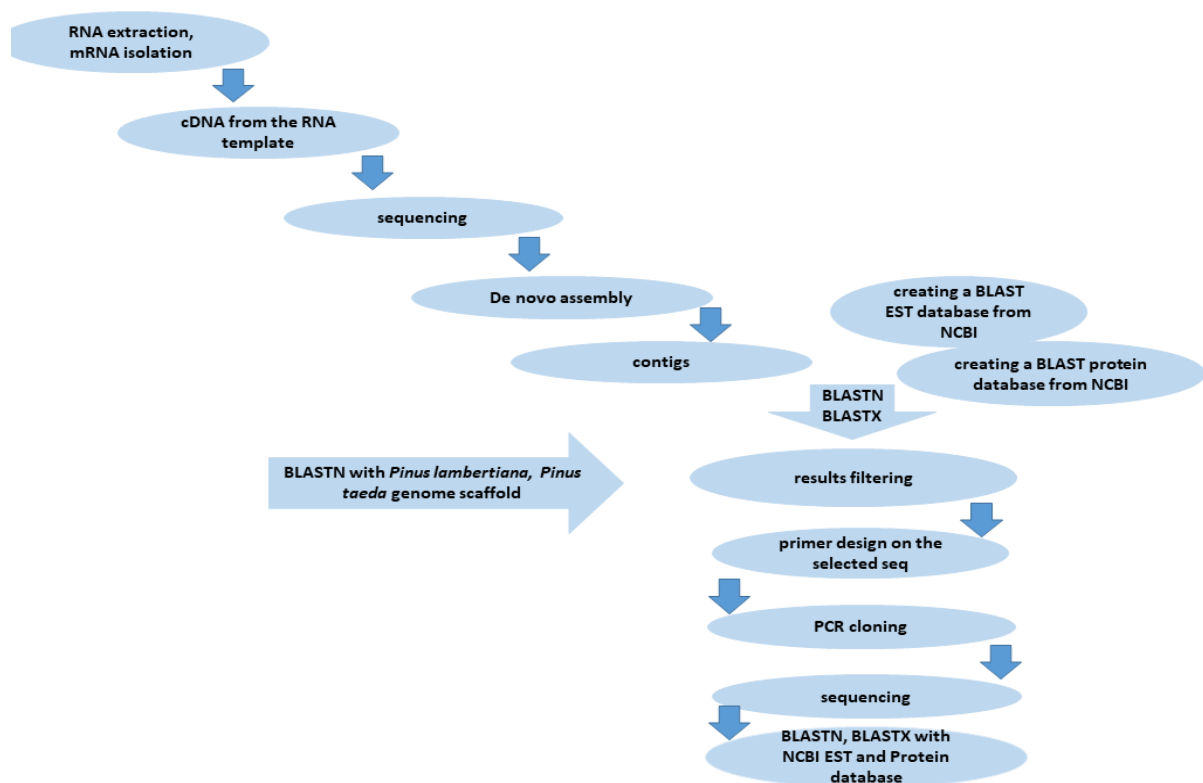 RNA extraction,
mRNA isolation
cDNA from the RNA
template
sequencing
De novo assembly
contigs
creating a BLAST
EST database from
NCBI
creating a BLAST protein
database from NCBI
BLASTN
BLASTX
BLASTN with Pinus lambertiana, Pinus
taeda genome scaffold
results filtering
primer design on the
selected seq
PCR cloning
sequencing
BLASTN, BLASTX with
NCBI EST and Protein
database